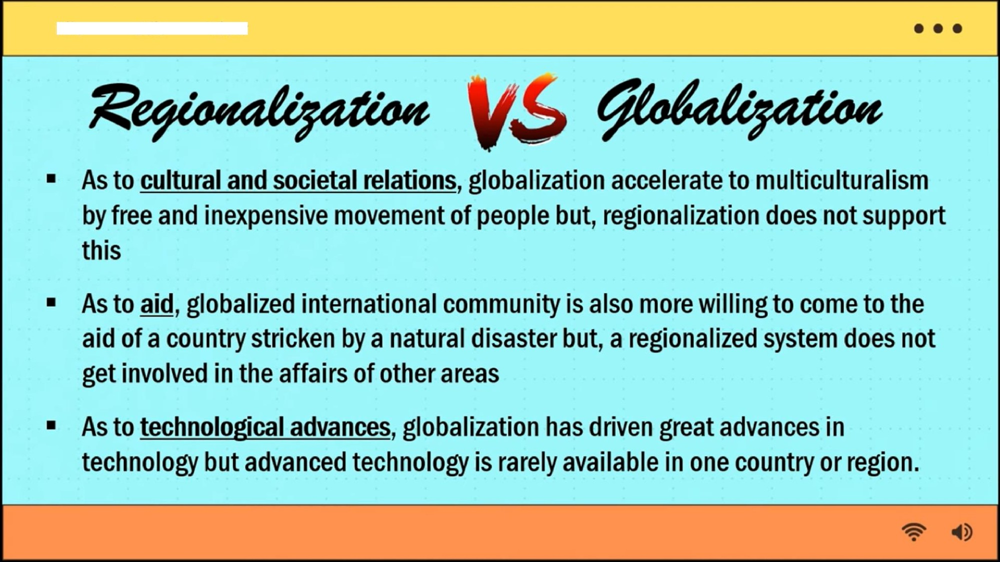 Regionalization VS Globalization
▪ As to cultural and societal relations, globalization accelerate to multiculturalism
by free and inexpensive movement of people but, regionalization does not support
this
▪ As to aid, globalized international community is also more willing to come to the
aid of a country stricken by a natural disaster but, a regionalized system does not
get involved in the affairs of other areas
▪ As to technological advances, globalization has driven great advances in
technology but advanced technology is rarely available in one country or region.